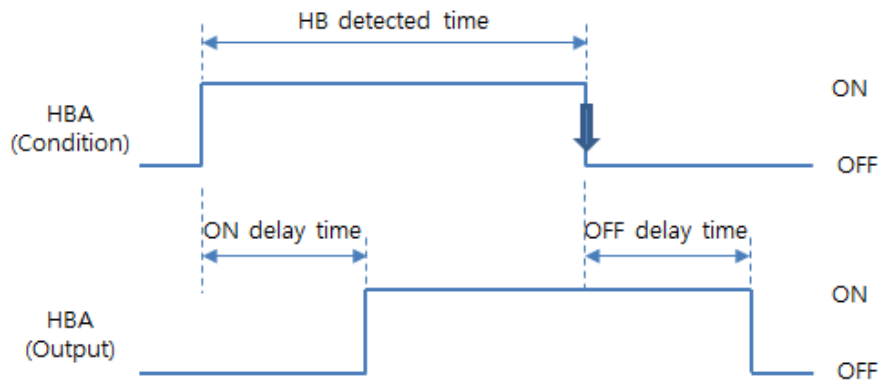 HB detected time
HBA
(Condition)
ON
OFF
ON delay time
OFF delay time
HBA
(Output)
ON
OFF